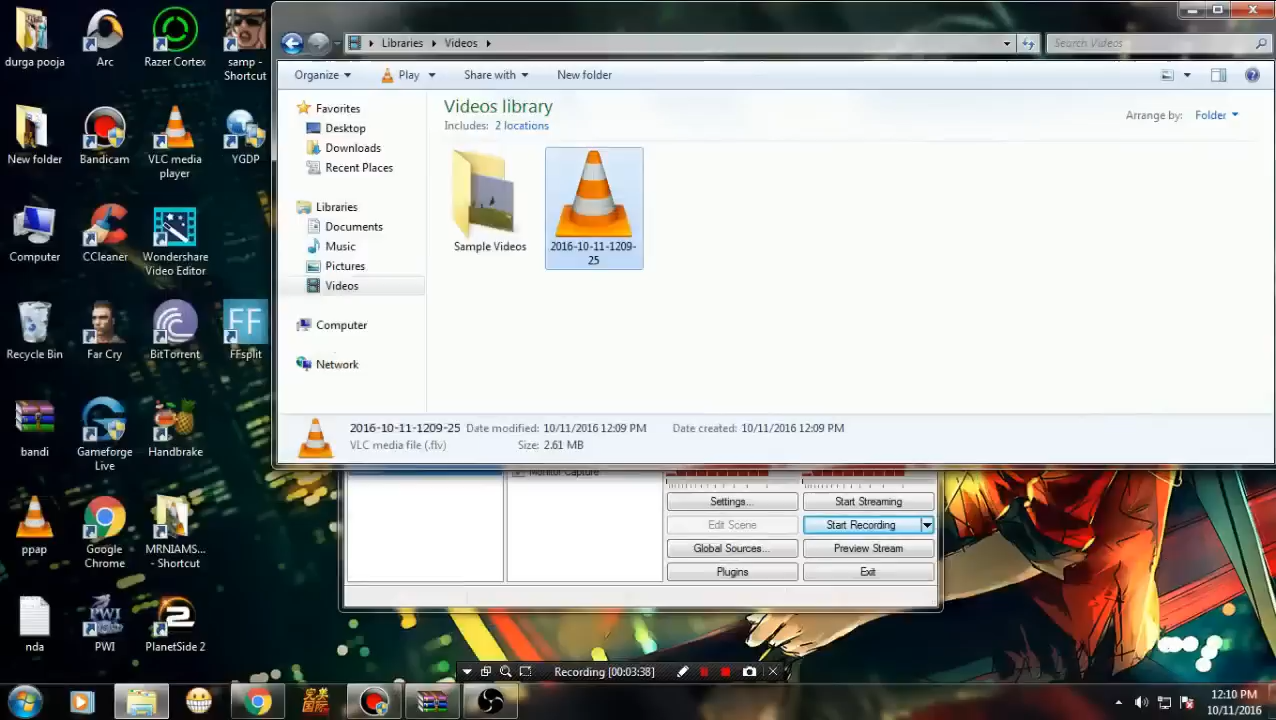 Libraries Videos
Search Videos
Organize Play Share with New folder
Favorites
Desktop
Downloads
Recent Places
Libraries
Documents
Music
Pictures
Videos
Computer
Network
Videos library
Includes: 2 locations
Arrange by: Folder
Sample Videos
2016-10-11-1209-
25
2016-10-11-1209-25 Date modified: 10/11/2016 12:09 PM Date created: 10/11/2016 12:09 PM
VLC media file (.flv) Size: 2.61 MB
durga pooja
Arc
Razer Cortex
samp -
Shortcut
New folder
Bandicam
VLC media
player
YGDP
Computer
CCleaner
Wondershare
Video Editor
Recycle Bin
Far Cry
BitTorrent
FF
FFsplit
bandi
Gameforge
Live
Handbrake
ppap
Google
Chrome
MRNIAMS...
- Shortcut
nda
PWI
PWI
2
PlanetSide 2
Monitor Capture
Settings... Start Streaming
Edit Scene Start Recording
Global Sources... Preview Stream
Plugins Exit
Recording [00:03:38]
12:10 PM
10/11/2016